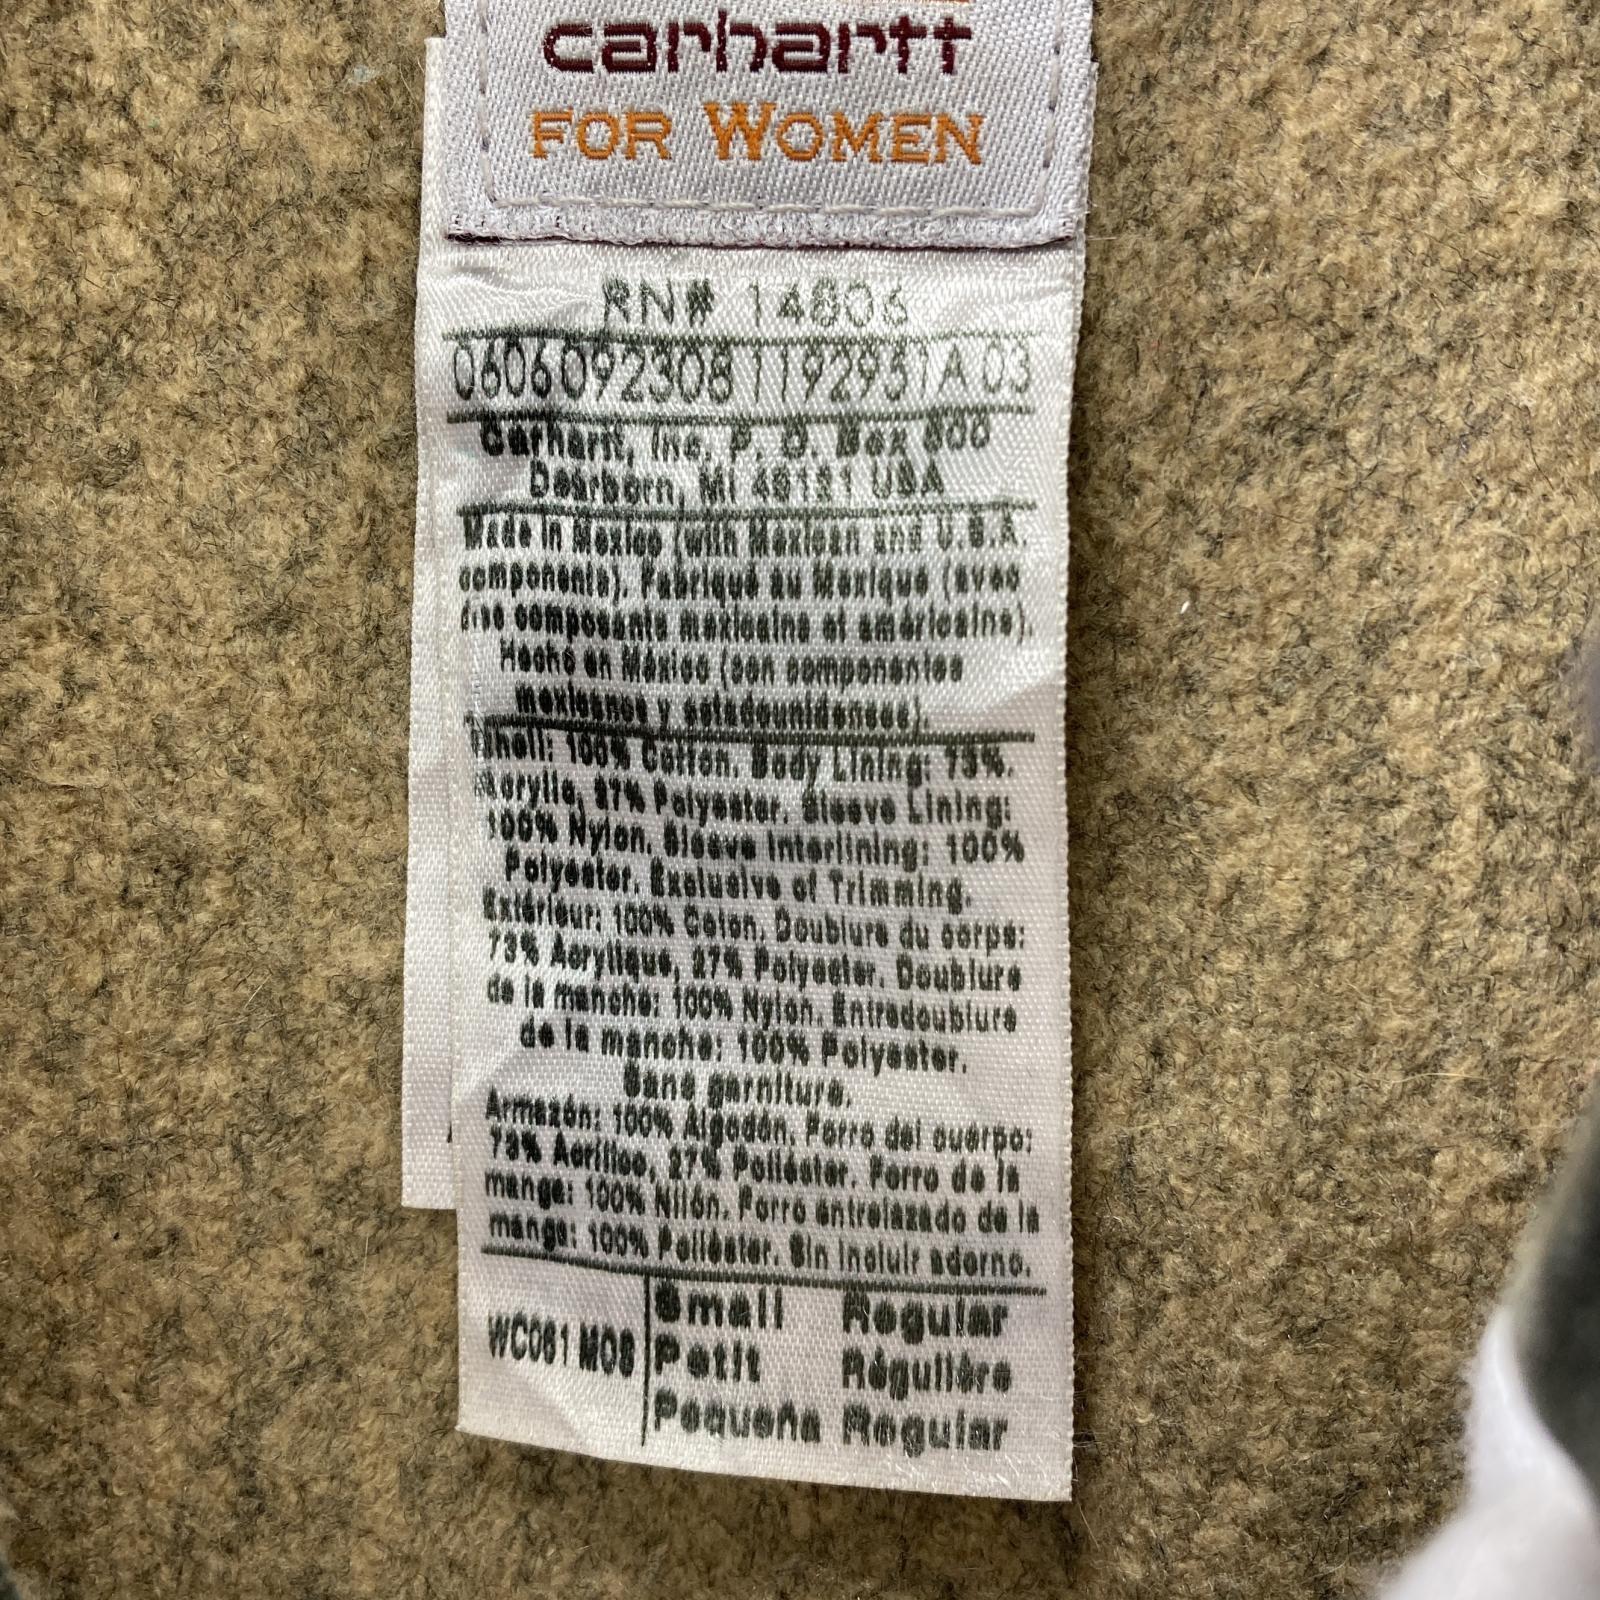 carhartt
FOR WOMEN
RN# 14806
0606 092308 1192951A 03
Carhartt, Inc. P. O. Box 600
Dearborn, MI 48121 USA
Made in Mexico (with Mexican and U.S.A.
components). Fabriqué au Mexique (avec
des composants mexicains et américains).
Hecho en México (con componentes
mexicanos y estadounidenses).
Shell: 100% Cotton. Body Lining: 73%
Acrylic, 27% Polyester. Sleeve Lining:
100% Nylon. Sleeve Interlining: 100%
Polyester. Exclusive of Trimming.
Extérieur: 100% Coton. Doublure du corps:
73% Acrylique, 27% Polyester. Doublure
de la manche: 100% Nylon. Entredoublure
de la manche: 100% Polyester.
Sans garniture.
Armazón: 100% Algodón. Forro del cuerpo:
73% Acrílico, 27% Poliéster. Forro de la
manga: 100% Nilón. Forro entrelazado de la
manga: 100% Poliéster. Sin incluir adorno.
WC061 MOS
Small Regular
Petit Régulière
Pequeña Regular